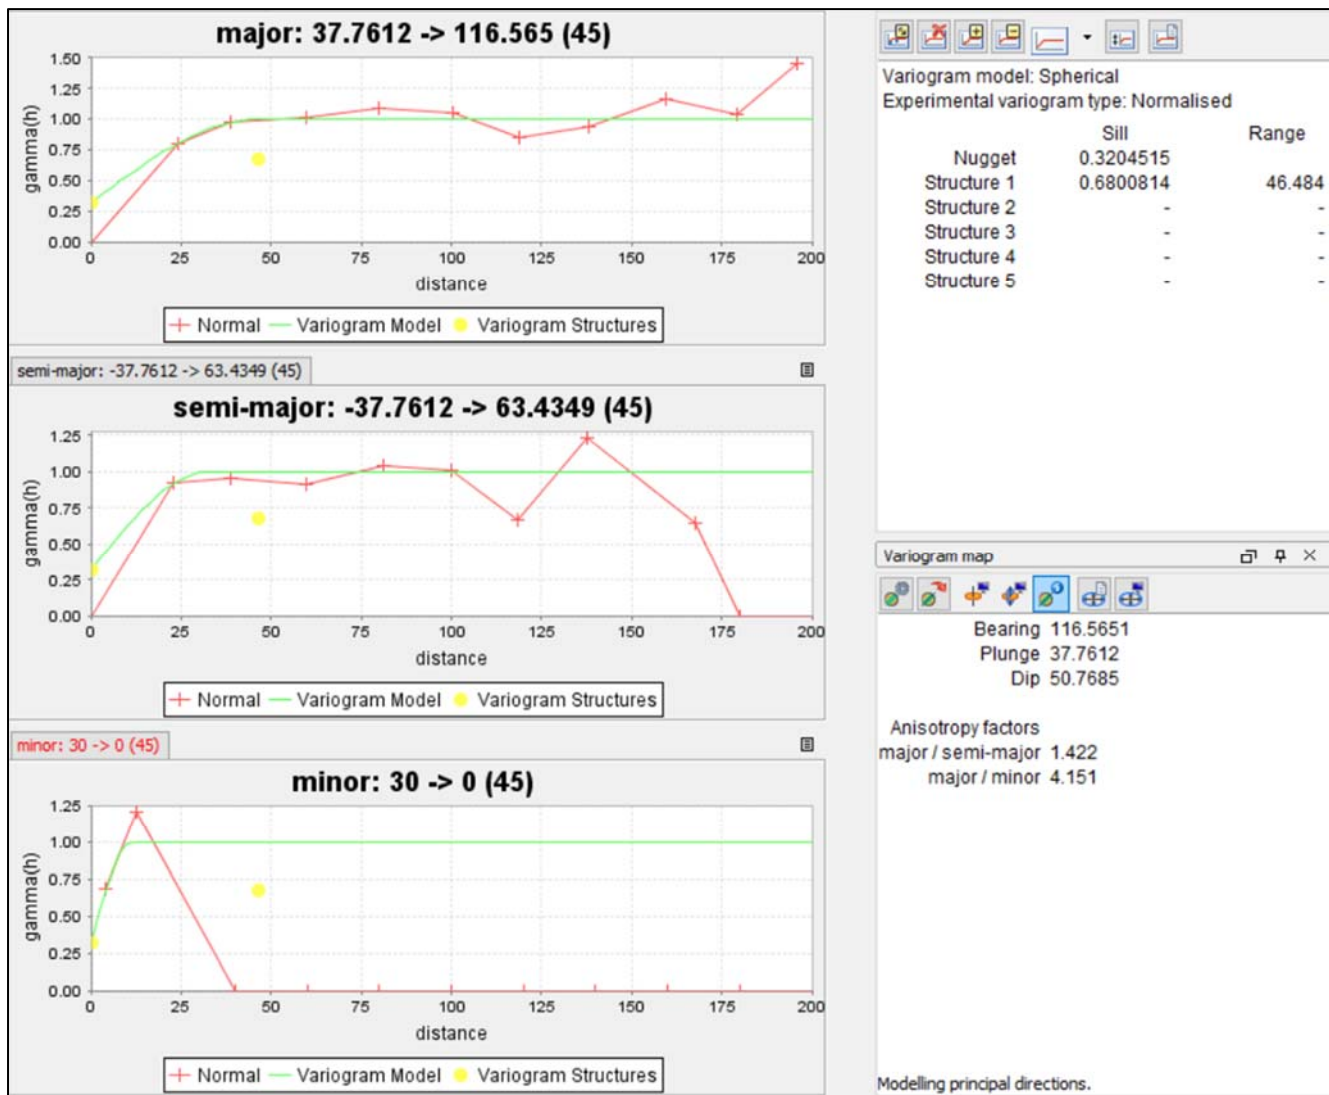 major: 37.7612 -> 116.565 (45)
1.50
1.25
1.00
0.75
0.50
0.25
0.00
gamma(h)
0 25 50 75 100 125 150 175 200
distance
Normal Variogram Model Variogram Structures
semi-major: -37.7612 -> 63.4349 (45)
semi-major: -37.7612 -> 63.4349 (45)
1.25
1.00
0.75
0.50
0.25
0.00
gamma(h)
0 25 50 75 100 125 150 175 200
distance
Normal Variogram Model Variogram Structures
minor: 30 -> 0 (45)
minor: 30 -> 0 (45)
1.25
1.00
0.75
0.50
0.25
0.00
gamma(h)
0 25 50 75 100 125 150 175 200
distance
Normal Variogram Model Variogram Structures
Variogram model: Spherical
Experimental variogram type: Normalised
Sill Range
Nugget 0.3204515
Structure 1 0.6800814 46.484
Structure 2 - -
Structure 3 - -
Structure 4 - -
Structure 5 - -
Variogram map
Bearing 116.5651
Plunge 37.7612
Dip 50.7685
Anisotropy factors
major / semi-major 1.422
major / minor 4.151
Modelling principal directions.